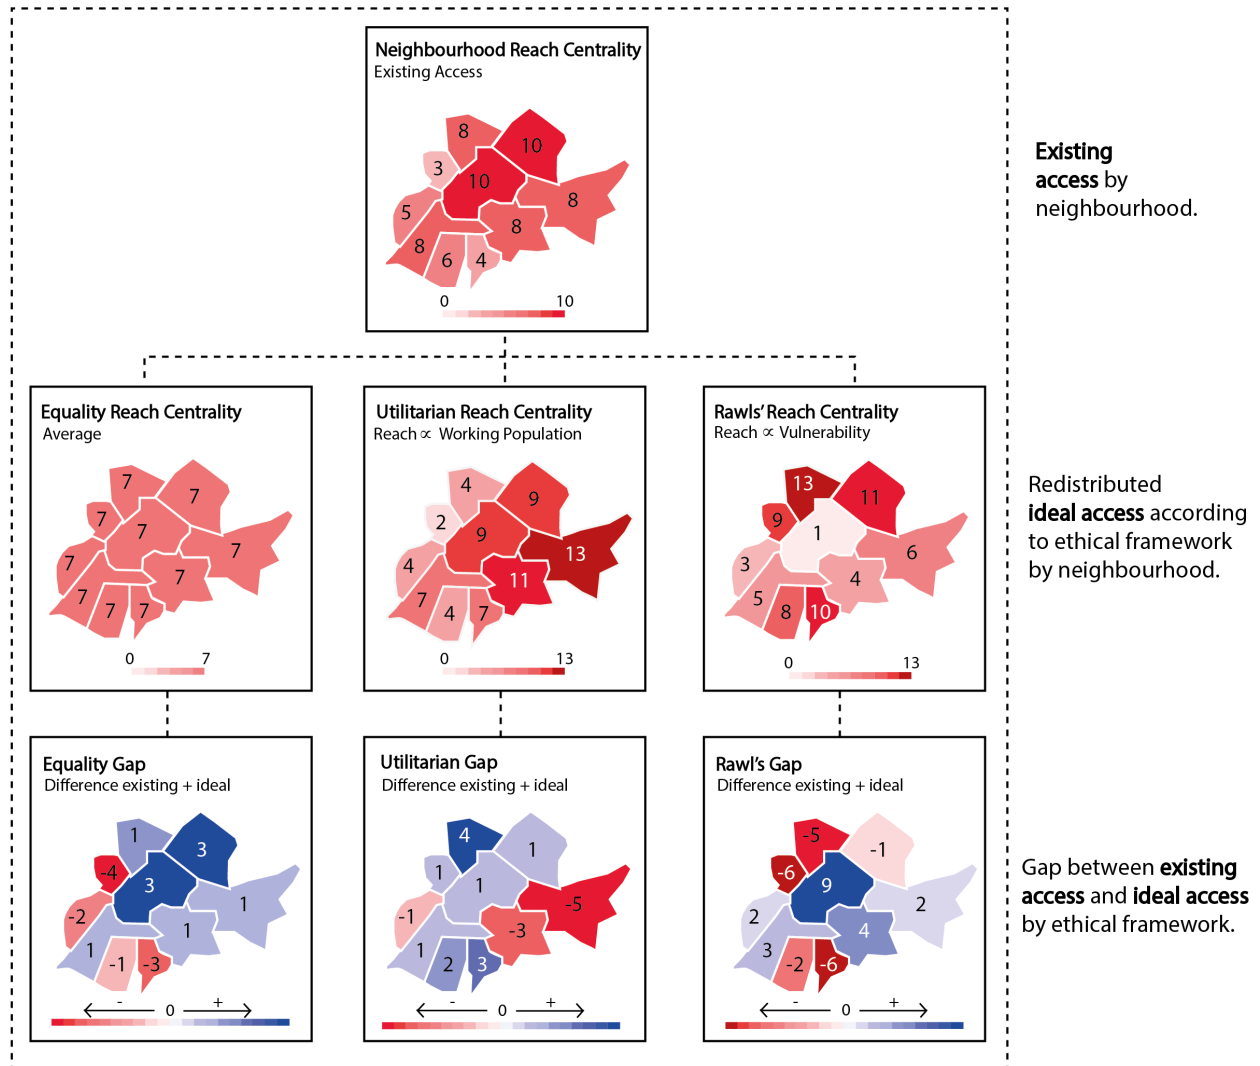 Neighbourhood Reach Centrality
Existing Access
8
10
3
10
8
5
8
8
6
4
0 10
Existing
access by
neighbourhood.
Equality Reach Centrality
Average
7
7
7
7
7
7
7
7
7
7
0 7
Utilitarian Reach Centrality
Reach ∝ Working Population
4
9
2
9
13
4
11
7
4
7
0 13
Rawls' Reach Centrality
Reach ∝ Vulnerability
13
11
9
1
6
3
4
5
8
10
0 13
Redistributed
ideal access according
to ethical framework
by neighbourhood.
Equality Gap
Difference existing + ideal
1
3
-4
3
1
-2
1
1
-1
-3
- 0 +
Utilitarian Gap
Difference existing + ideal
4
1
1
1
-5
-1
-3
1
2
3
- 0 +
Rawl's Gap
Difference existing + ideal
-5
-1
-6
9
2
2
4
3
-2
-6
- 0 +
Gap between existing
access and ideal access
by ethical framework.